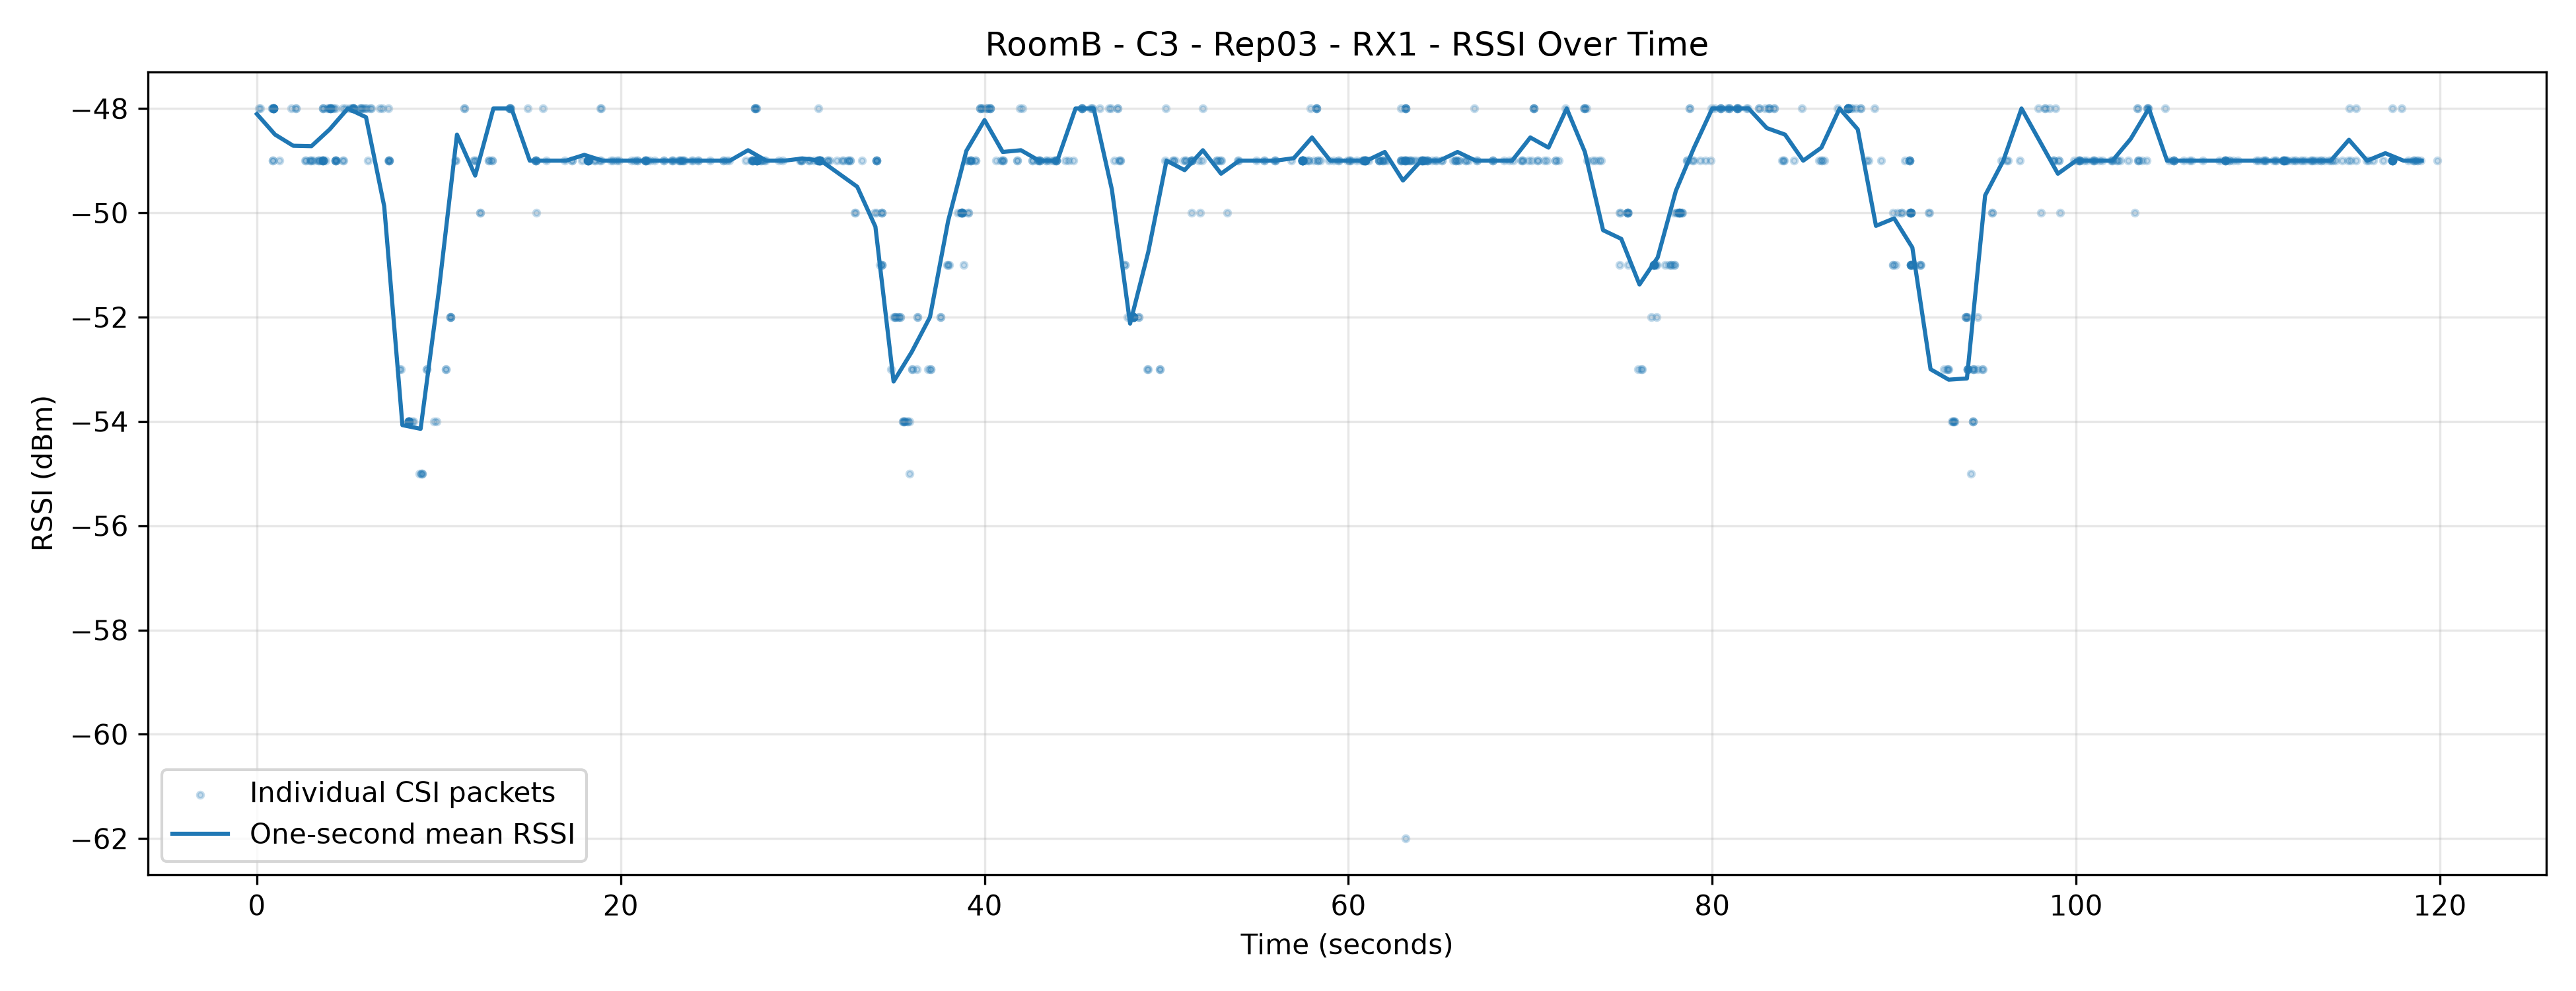 RoomB - C3 - Rep03 - RX1 - RSSI Over Time
RSSI (dBm)
−48
−50
−52
−54
−56
−58
−60
−62
Individual CSI packets
One-second mean RSSI
0 20 40 60 80 100 120
Time (seconds)